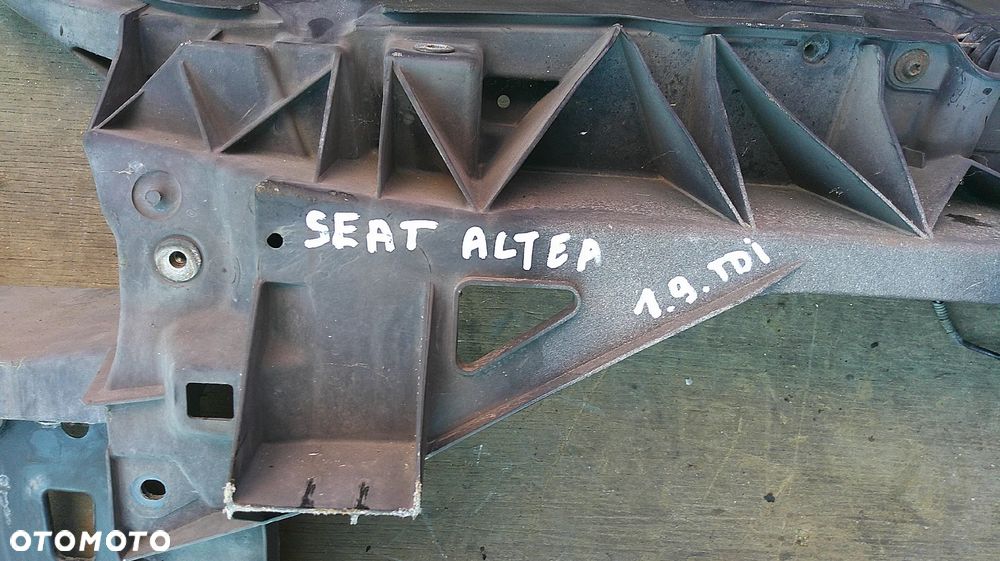 SEAT ALTEA
1.9. TDi
OTOMOTO